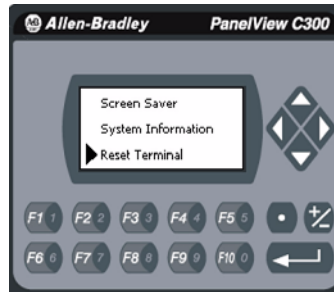 AB Allen-Bradley PanelView C300
Screen Saver
System Information
Reset Terminal
F1 1 F2 2 F3 3 F4 4 F5 5 • +/-
F6 6 F7 7 F8 8 F9 9 F10 0